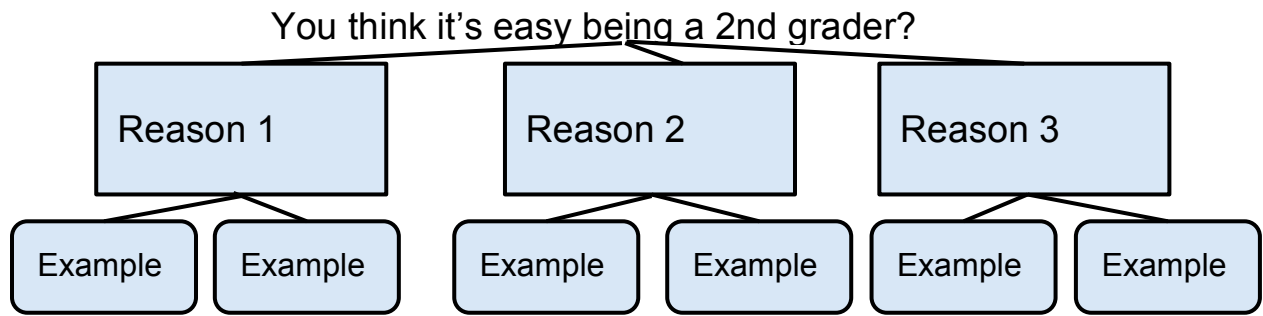 You think it’s easy being a 2nd grader?
Reason 1
Reason 2
Reason 3
Example
Example
Example
Example
Example
Example